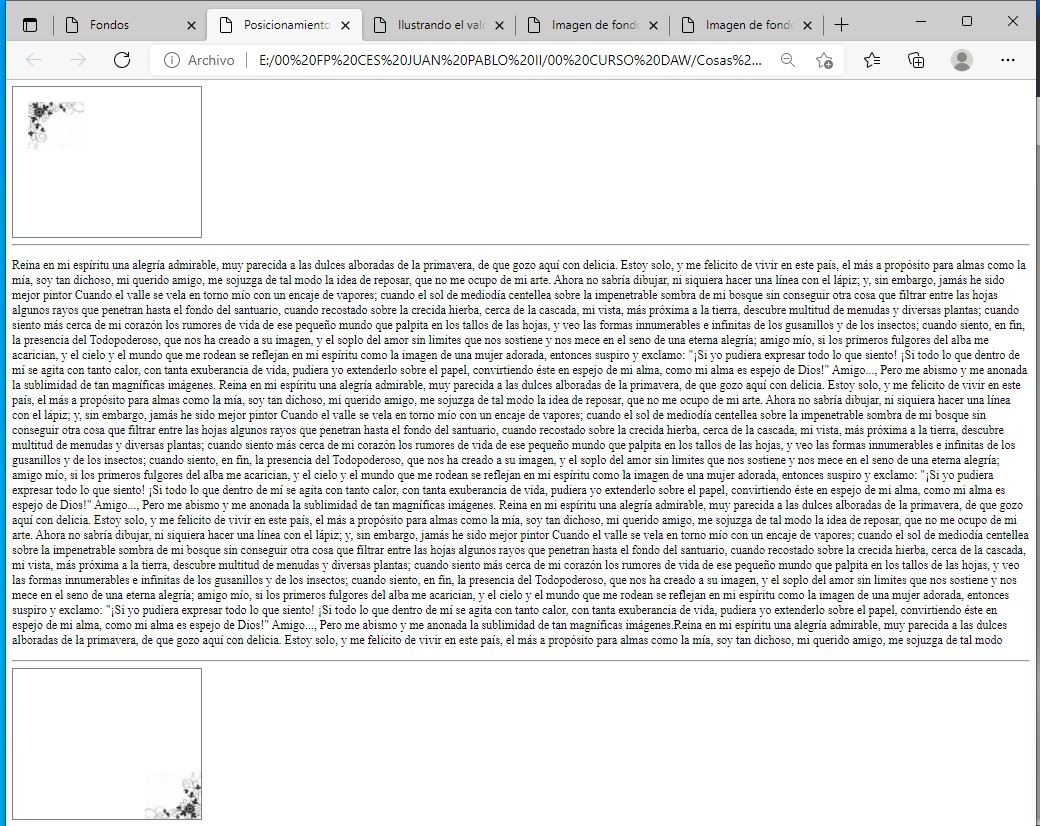 Fondos
Posicionamiento
Ilustrando el valo
Imagen de fondo
Imagen de fondo
Archivo
E:/00%20FP%20CES%20JUAN%20PABLO%20II/00%20CURSO%20DAW/Cosas%2...
Reina en mi espíritu una alegría admirable, muy parecida a las dulces alboradas de la primavera, de que gozo aquí con delicia. Estoy solo, y me felicito de vivir en este país, el más a propósito para almas como la
mía, soy tan dichoso, mi querido amigo, me sojuzga de tal modo la idea de reposar, que no me ocupo de mi arte. Ahora no sabría dibujar, ni siquiera hacer una línea con el lápiz; y, sin embargo, jamás he sido
mejor pintor Cuando el valle se vela en torno mío con un encaje de vapores; cuando el sol de mediodía centellea sobre la impenetrable sombra de mi bosque sin conseguir otra cosa que filtrar entre las hojas
algunos rayos que penetran hasta el fondo del santuario, cuando recostado sobre la crecida hierba, cerca de la cascada, mi vista, más próxima a la tierra, descubre multitud de menudas y diversas plantas; cuando
siento más cerca de mi corazón los rumores de vida de ese pequeño mundo que palpita en los tallos de las hojas, y veo las formas innumerables e infinitas de los gusanillos y de los insectos; cuando siento, en fin,
la presencia del Todopoderoso, que nos ha creado a su imagen, y el soplo del amor sin limites que nos sostiene y nos mece en el seno de una eterna alegría; amigo mío, si los primeros fulgores del alba me
acarician, y el cielo y el mundo que me rodean se reflejan en mi espíritu como la imagen de una mujer adorada, entonces suspiro y exclamo: "¡Si yo pudiera expresar todo lo que siento! ¡Si todo lo que dentro de
mí se agita con tanto calor, con tanta exuberancia de vida, pudiera yo extenderlo sobre el papel, convirtiendo éste en espejo de mi alma, como mi alma es espejo de Dios!" Amigo..., Pero me abismo y me anonada
la sublimidad de tan magníficas imágenes. Reina en mi espíritu una alegría admirable, muy parecida a las dulces alboradas de la primavera, de que gozo aquí con delicia. Estoy solo, y me felicito de vivir en este
país, el más a propósito para almas como la mía, soy tan dichoso, mi querido amigo, me sojuzga de tal modo la idea de reposar, que no me ocupo de mi arte. Ahora no sabría dibujar, ni siquiera hacer una línea
con el lápiz; y, sin embargo, jamás he sido mejor pintor Cuando el valle se vela en torno mío con un encaje de vapores; cuando el sol de mediodía centellea sobre la impenetrable sombra de mi bosque sin
conseguir otra cosa que filtrar entre las hojas algunos rayos que penetran hasta el fondo del santuario, cuando recostado sobre la crecida hierba, cerca de la cascada, mi vista, más próxima a la tierra, descubre
multitud de menudas y diversas plantas; cuando siento más cerca de mi corazón los rumores de vida de ese pequeño mundo que palpita en los tallos de las hojas, y veo las formas innumerables e infinitas de los
gusanillos y de los insectos; cuando siento, en fin, la presencia del Todopoderoso, que nos ha creado a su imagen, y el soplo del amor sin limites que nos sostiene y nos mece en el seno de una eterna alegría;
amigo mío, si los primeros fulgores del alba me acarician, y el cielo y el mundo que me rodean se reflejan en mi espíritu como la imagen de una mujer adorada, entonces suspiro y exclamo: "¡Si yo pudiera
expresar todo lo que siento! ¡Si todo lo que dentro de mí se agita con tanto calor, con tanta exuberancia de vida, pudiera yo extenderlo sobre el papel, convirtiendo éste en espejo de mi alma, como mi alma es
espejo de Dios!" Amigo..., Pero me abismo y me anonada la sublimidad de tan magníficas imágenes. Reina en mi espíritu una alegría admirable, muy parecida a las dulces alboradas de la primavera, de que gozo
aquí con delicia. Estoy solo, y me felicito de vivir en este país, el más a propósito para almas como la mía, soy tan dichoso, mi querido amigo, me sojuzga de tal modo la idea de reposar, que no me ocupo de mi
arte. Ahora no sabría dibujar, ni siquiera hacer una línea con el lápiz; y, sin embargo, jamás he sido mejor pintor Cuando el valle se vela en torno mío con un encaje de vapores; cuando el sol de mediodía centellea
sobre la impenetrable sombra de mi bosque sin conseguir otra cosa que filtrar entre las hojas algunos rayos que penetran hasta el fondo del santuario, cuando recostado sobre la crecida hierba, cerca de la cascada,
mi vista, más próxima a la tierra, descubre multitud de menudas y diversas plantas; cuando siento más cerca de mi corazón los rumores de vida de ese pequeño mundo que palpita en los tallos de las hojas, y veo
las formas innumerables e infinitas de los gusanillos y de los insectos; cuando siento, en fin, la presencia del Todopoderoso, que nos ha creado a su imagen, y el soplo del amor sin limites que nos sostiene y nos
mece en el seno de una eterna alegría; amigo mío, si los primeros fulgores del alba me acarician, y el cielo y el mundo que me rodean se reflejan en mi espíritu como la imagen de una mujer adorada, entonces
suspiro y exclamo: "¡Si yo pudiera expresar todo lo que siento! ¡Si todo lo que dentro de mí se agita con tanto calor, con tanta exuberancia de vida, pudiera yo extenderlo sobre el papel, convirtiendo éste en
espejo de mi alma, como mi alma es espejo de Dios!" Amigo..., Pero me abismo y me anonada la sublimidad de tan magníficas imágenes.Reina en mi espíritu una alegría admirable, muy parecida a las dulces
alboradas de la primavera, de que gozo aquí con delicia. Estoy solo, y me felicito de vivir en este país, el más a propósito para almas como la mía, soy tan dichoso, mi querido amigo, me sojuzga de tal modo